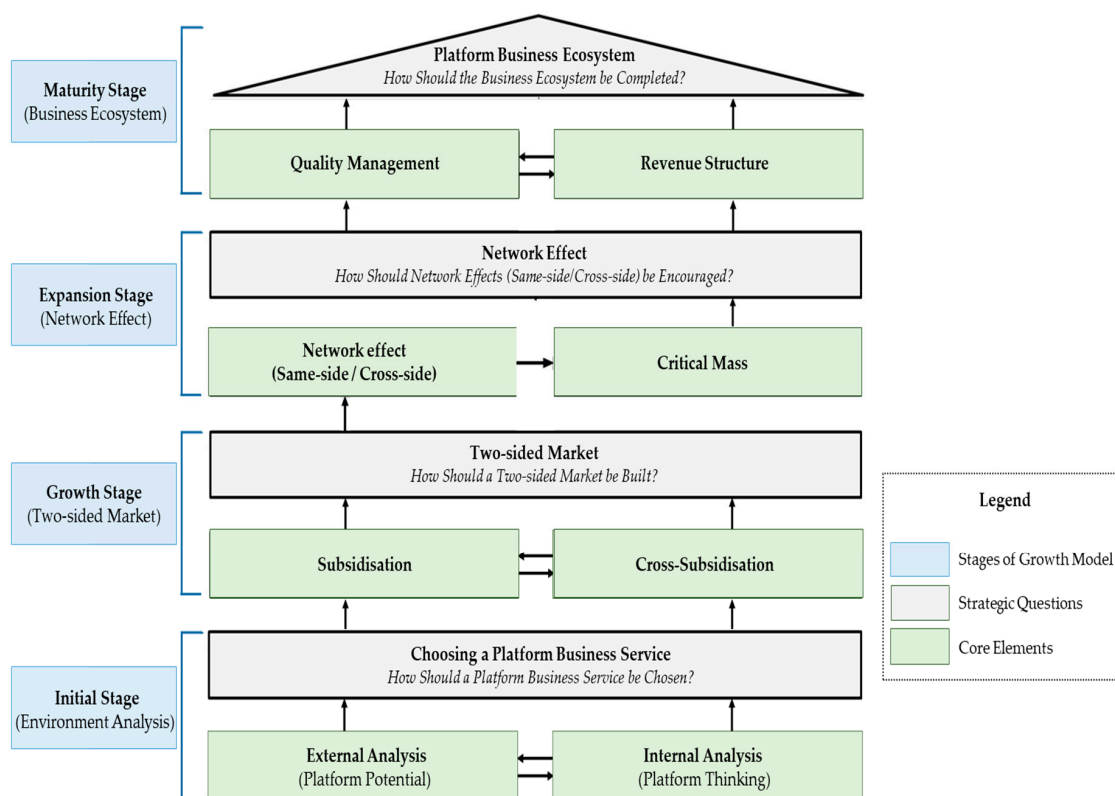 Platform Business Ecosystem
How Should the Business Ecosystem be Completed?
Maturity Stage
(Business Ecosystem)
Quality Management
Revenue Structure
Network Effect
How Should Network Effects (Same-side/Cross-side) be Encouraged?
Expansion Stage
(Network Effect)
Network effect
(Same-side / Cross-side)
Critical Mass
Two-sided Market
How Should a Two-sided Market be Built?
Growth Stage
(Two-sided Market)
Subsidisation
Cross-Subsidisation
Choosing a Platform Business Service
How Should a Platform Business Service be Chosen?
Initial Stage
(Environment Analysis)
External Analysis
(Platform Potential)
Internal Analysis
(Platform Thinking)
Legend
Stages of Growth Model
Strategic Questions
Core Elements